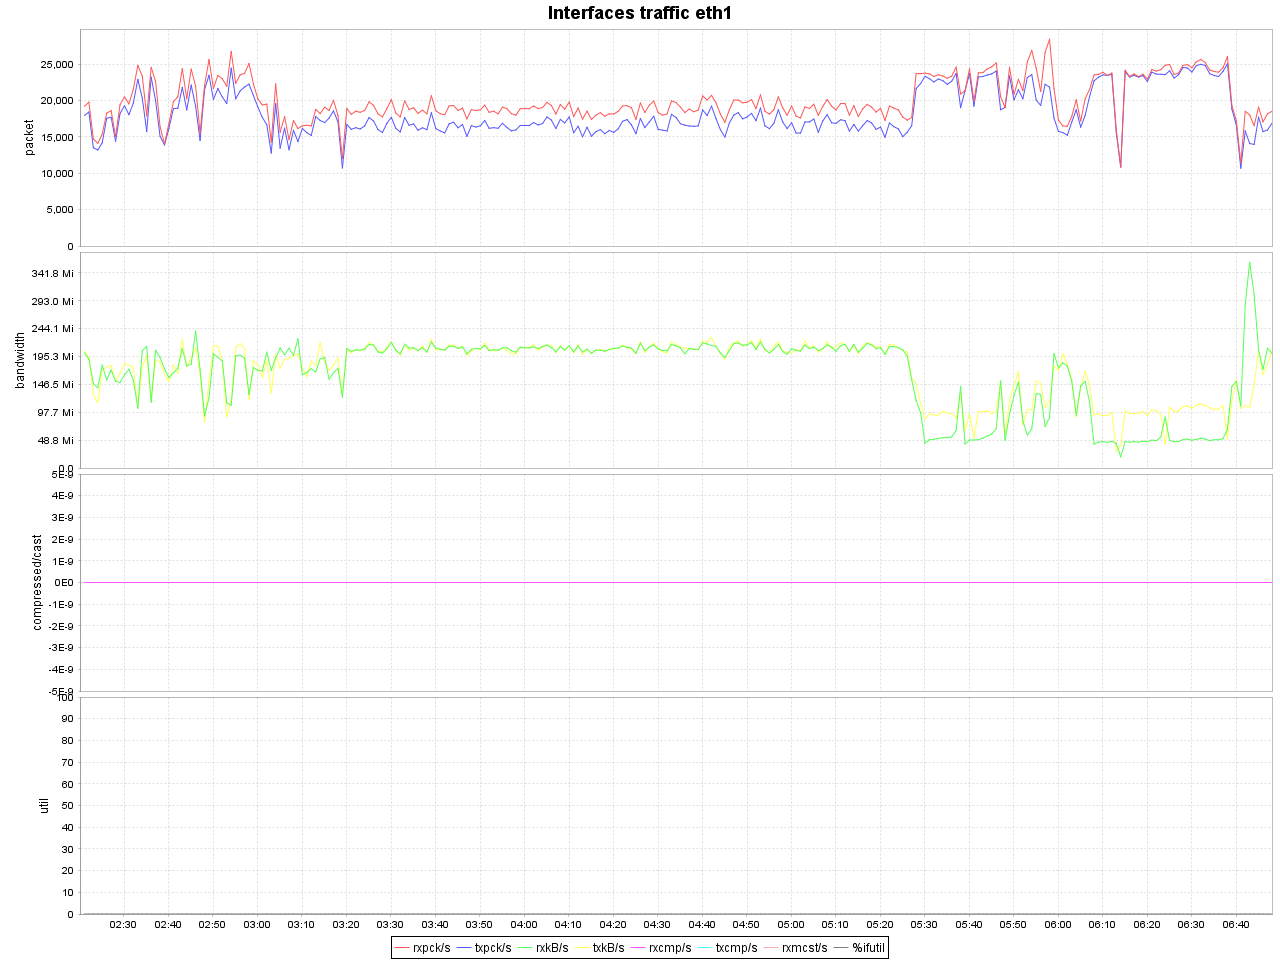 Interfaces traffic eth1
packet
25,000
20,000
15,000
10,000
5,000
0
bandwidth
341.8 Mi
293.0 Mi
244.1 Mi
195.3 Mi
146.5 Mi
97.7 Mi
48.8 Mi
0.0
compressed/cast
5E-9
4E-9
3E-9
2E-9
1E-9
0E0
-1E-9
-2E-9
-3E-9
-4E-9
-5E-9
util
100
90
80
70
60
50
40
30
20
10
0
02:30 02:40 02:50 03:00 03:10 03:20 03:30 03:40 03:50 04:00 04:10 04:20 04:30 04:40 04:50 05:00 05:10 05:20 05:30 05:40 05:50 06:00 06:10 06:20 06:30 06:40
rxpck/s txpck/s rxkB/s txkB/s rxcmp/s txcmp/s rxmcst/s %ifutil